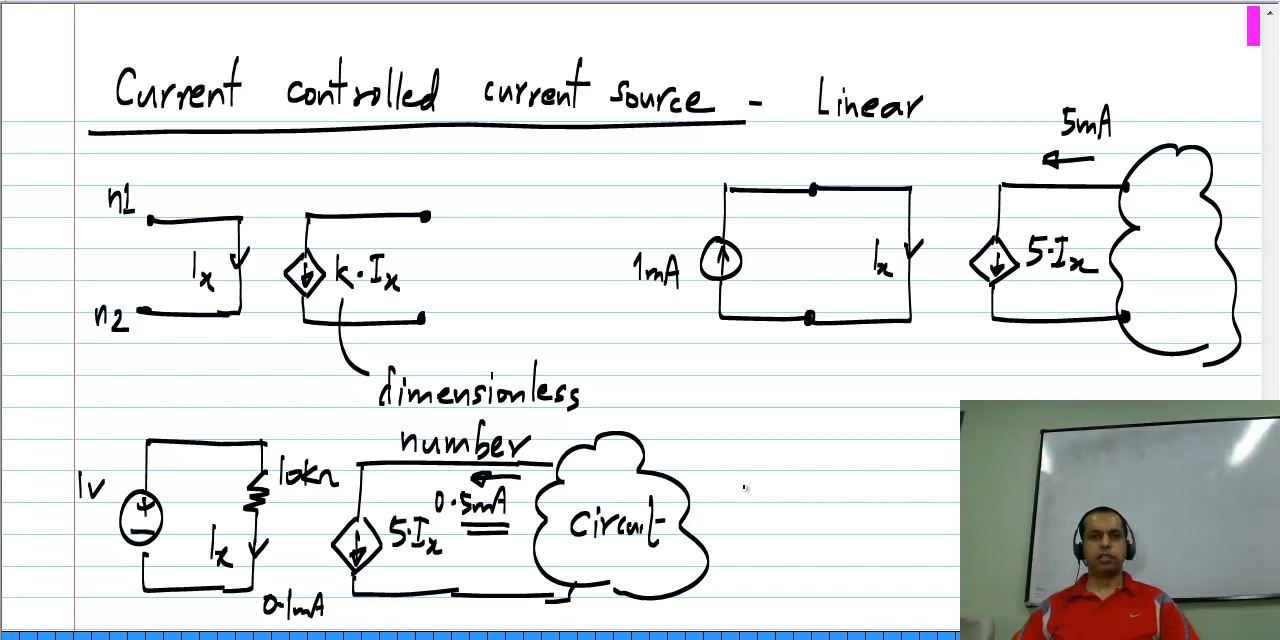 Current controlled current source - Linear
5mA
n1
Ix
k·Ix
n2
1mA
Ix
5·Ix
dimensionless
number
1v
10kΩ
Ix
0.1mA
5·Ix
0.5mA
Circuit